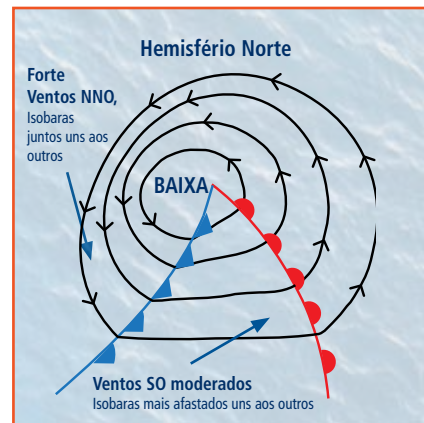 Hemisfério Norte
Forte
Ventos NNO,
Isobaras
juntos uns aos
outros
BAIXA
Ventos SO moderados
Isobaras mais afastados uns aos outros